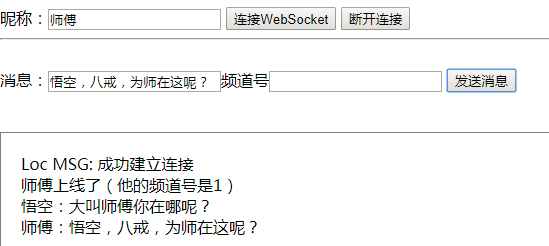 昵称：师傅 连接WebSocket 断开连接
消息：悟空，八戒，为师在这呢？ 频道号 发送消息
Loc MSG: 成功建立连接
师傅上线了（他的频道号是1）
悟空：大叫师傅你在哪呢？
师傅：悟空，八戒，为师在这呢？